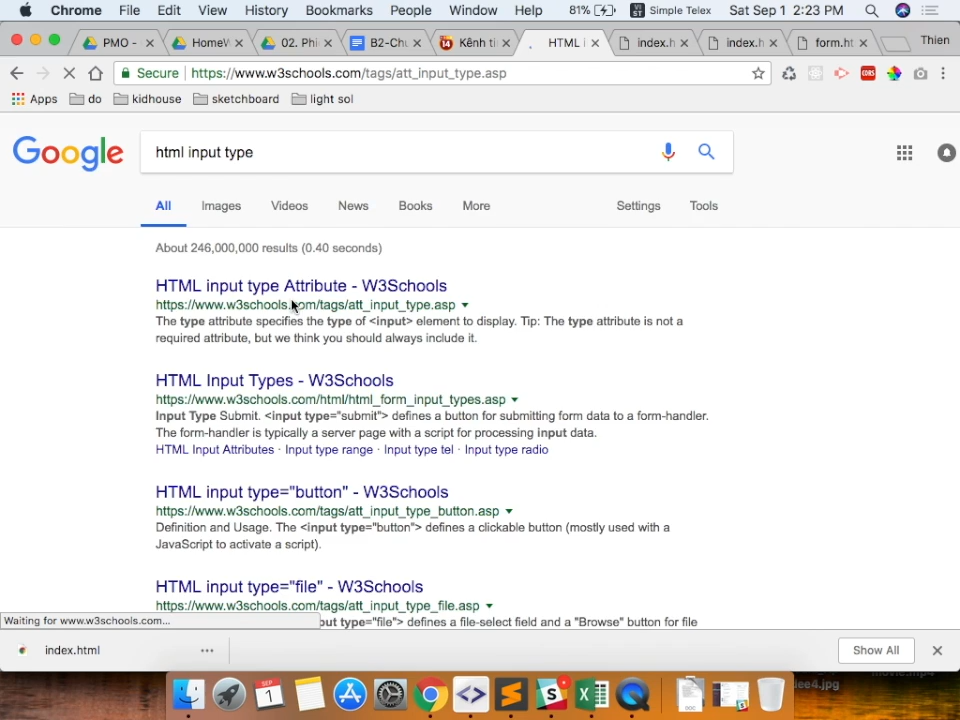 Chrome File Edit View History Bookmarks People Window Help 81% VI ST Simple Telex Sat Sep 1 2:23 PM
PMO - HomeW 02. Phi B2-Ch 14 Kênh ti HTML i index.h index.h form.ht Thien
Secure https://www.w3schools.com/tags/att_input_type.asp CORS
Apps do kidhouse sketchboard light sol
Google html input type
All Images Videos News Books More Settings Tools
About 246,000,000 results (0.40 seconds)
HTML input type Attribute - W3Schools
https://www.w3schools.com/tags/att_input_type.asp
The type attribute specifies the type of <input> element to display. Tip: The type attribute is not a
required attribute, but we think you should always include it.
HTML Input Types - W3Schools
https://www.w3schools.com/html/html_form_input_types.asp
Input Type Submit. <input type="submit"> defines a button for submitting form data to a form-handler.
The form-handler is typically a server page with a script for processing input data.
HTML Input Attributes · Input type range · Input type tel · Input type radio
HTML input type="button" - W3Schools
https://www.w3schools.com/tags/att_input_type_button.asp
Definition and Usage. The <input type="button"> defines a clickable button (mostly used with a
JavaScript to activate a script).
HTML input type="file" - W3Schools
https://www.w3schools.com/tags/att_input_type_file.asp
Waiting for www.w3schools.com... put type="file"> defines a file-select field and a "Browse" button for file
index.html Show All
SEP
1